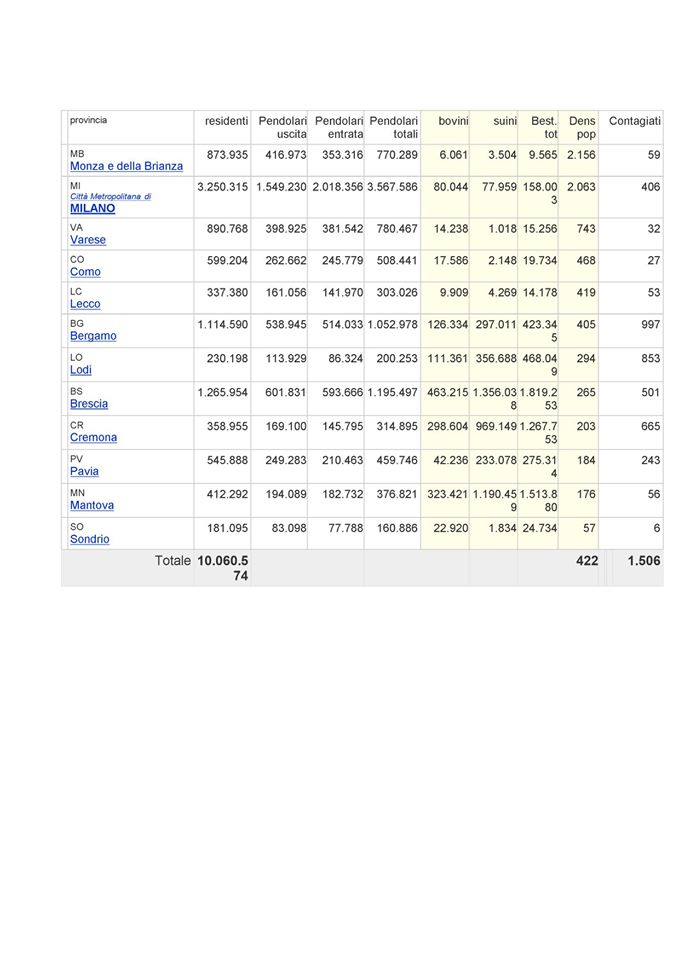 provincia residenti Pendolari uscita Pendolari entrata Pendolari totali bovini suini Best. tot Dens pop Contagiati
MB
Monza e della Brianza 873.935 416.973 353.316 770.289 6.061 3.504 9.565 2.156 59
MI
Città Metropolitana di
MILANO 3.250.315 1.549.230 2.018.356 3.567.586 80.044 77.959 158.003 2.063 406
VA
Varese 890.768 398.925 381.542 780.467 14.238 1.018 15.256 743 32
CO
Como 599.204 262.662 245.779 508.441 17.586 2.148 19.734 468 27
LC
Lecco 337.380 161.056 141.970 303.026 9.909 4.269 14.178 419 53
BG
Bergamo 1.114.590 538.945 514.033 1.052.978 126.334 297.011 423.345 405 997
LO
Lodi 230.198 113.929 86.324 200.253 111.361 356.688 468.049 294 853
BS
Brescia 1.265.954 601.831 593.666 1.195.497 463.215 1.356.038 1.819.253 265 501
CR
Cremona 358.955 169.100 145.795 314.895 298.604 969.149 1.267.753 203 665
PV
Pavia 545.888 249.283 210.463 459.746 42.236 233.078 275.314 184 243
MN
Mantova 412.292 194.089 182.732 376.821 323.421 1.190.459 1.513.880 176 56
SO
Sondrio 181.095 83.098 77.788 160.886 22.920 1.834 24.734 57 6
Totale 10.060.574 422 1.506